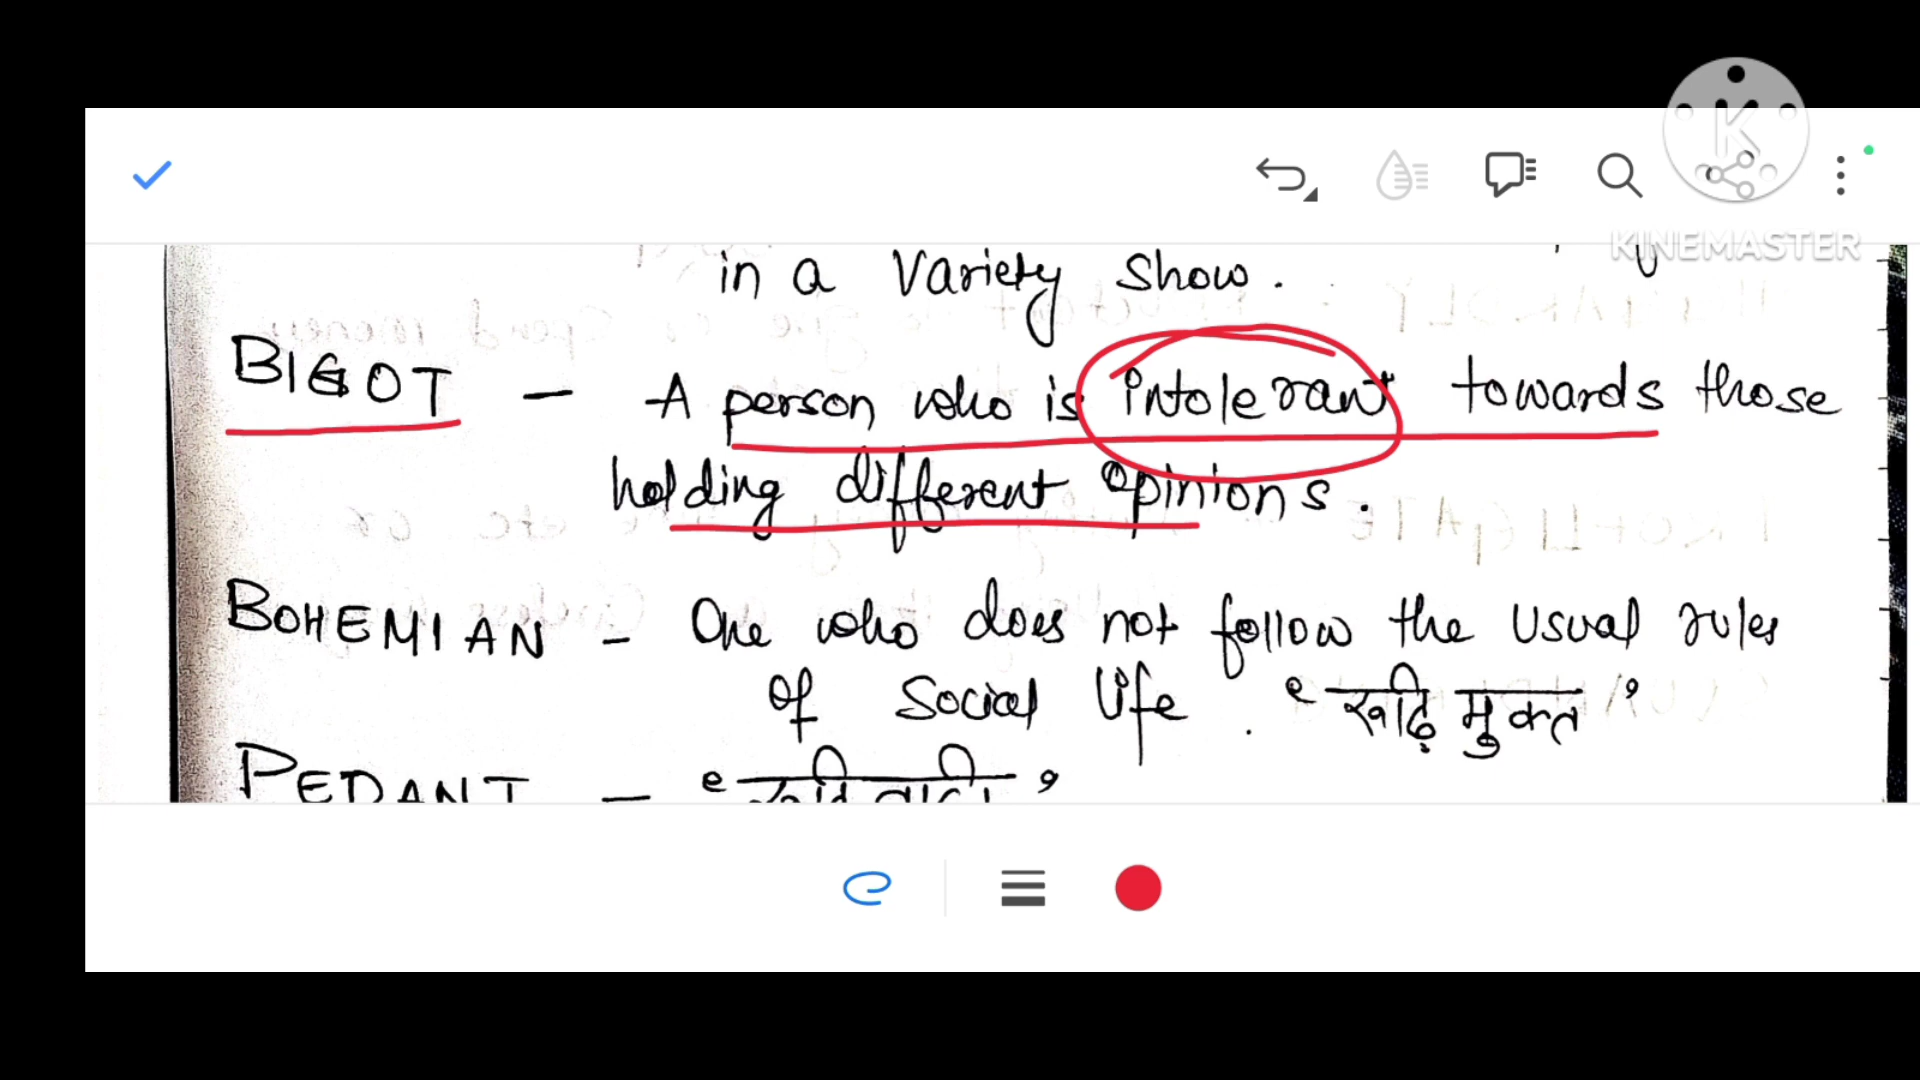 KINEMASTER
in a Variety Show.
BIGOT - A person who is intolerant towards those
holding different opinions.
BOHEMIAN - One who does not follow the usual rules
of Social life. 'रूढ़ि मुक्त'
PEDANT -